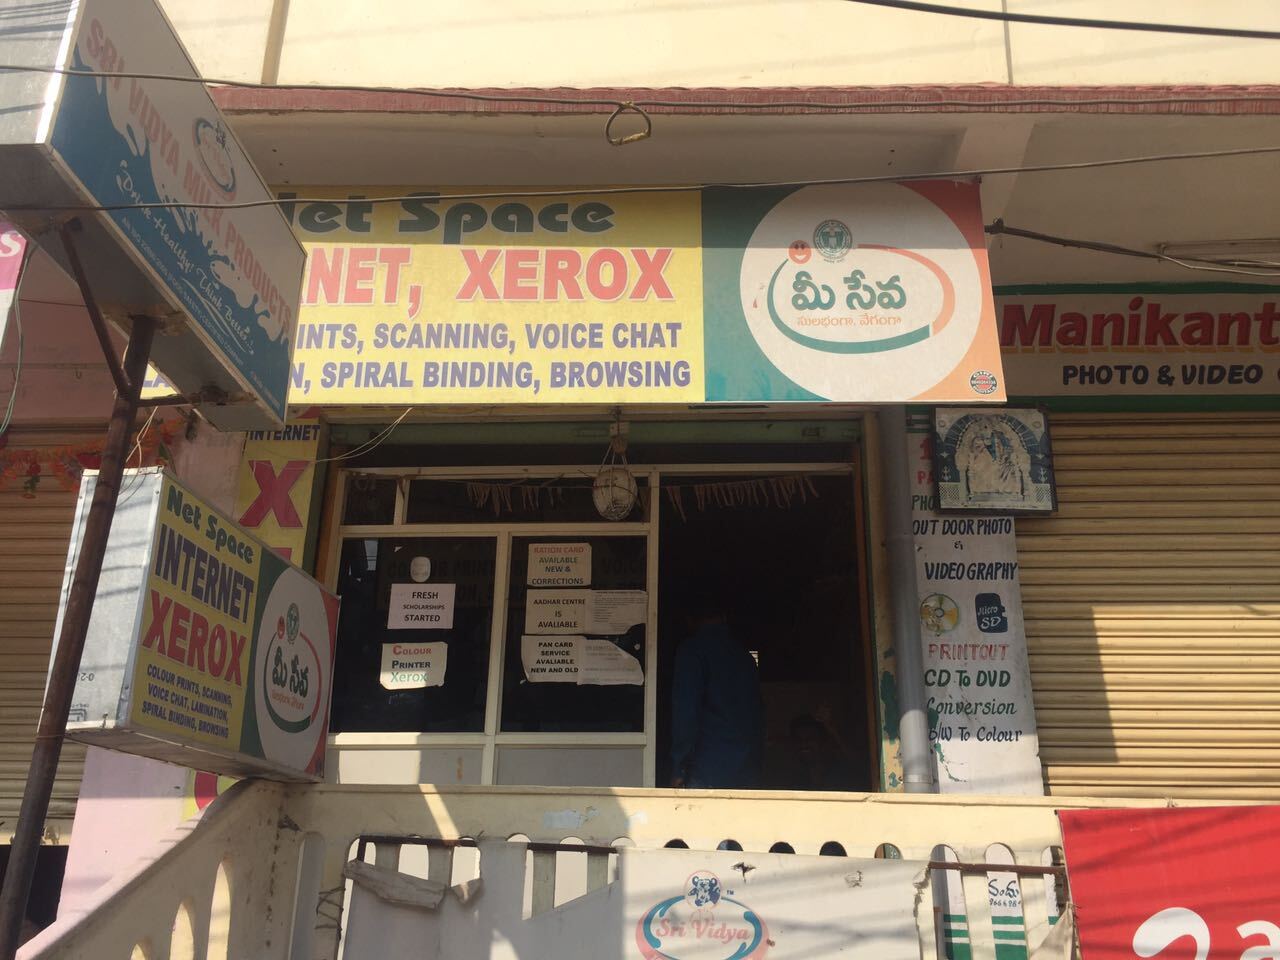 SRI VIDYA MILK PRODUCTS
Drink Healthy! Think Better..!
Net Space
NET, XEROX
INTS, SCANNING, VOICE CHAT
N, SPIRAL BINDING, BROWSING
మీ సేవ
సులభంగా, వేగంగా
Manikant
PHOTO & VIDEO
INTERNET
X
Net Space
INTERNET
XEROX
COLOUR PRINTS, SCANNING,
VOICE CHAT, LAMINATION,
SPIRAL BINDING, BROWSING
మీ సేవ
FRESH
SCHOLARSHIPS
STARTED
COLOUR
PRINTER
Xerox
RATION CARD
AVAILABLE
NEW &
CORRECTIONS
AADHAR CENTRE
IS
AVALIABLE
PAN CARD
SERVICE
AVALIABLE
NEW AND OLD
OUT DOOR PHOTO
&
VIDEOGRAPHY
Micro
SD
PRINTOUT
CD To DVD
Conversion
B/W To Colour
Sri Vidya
TM